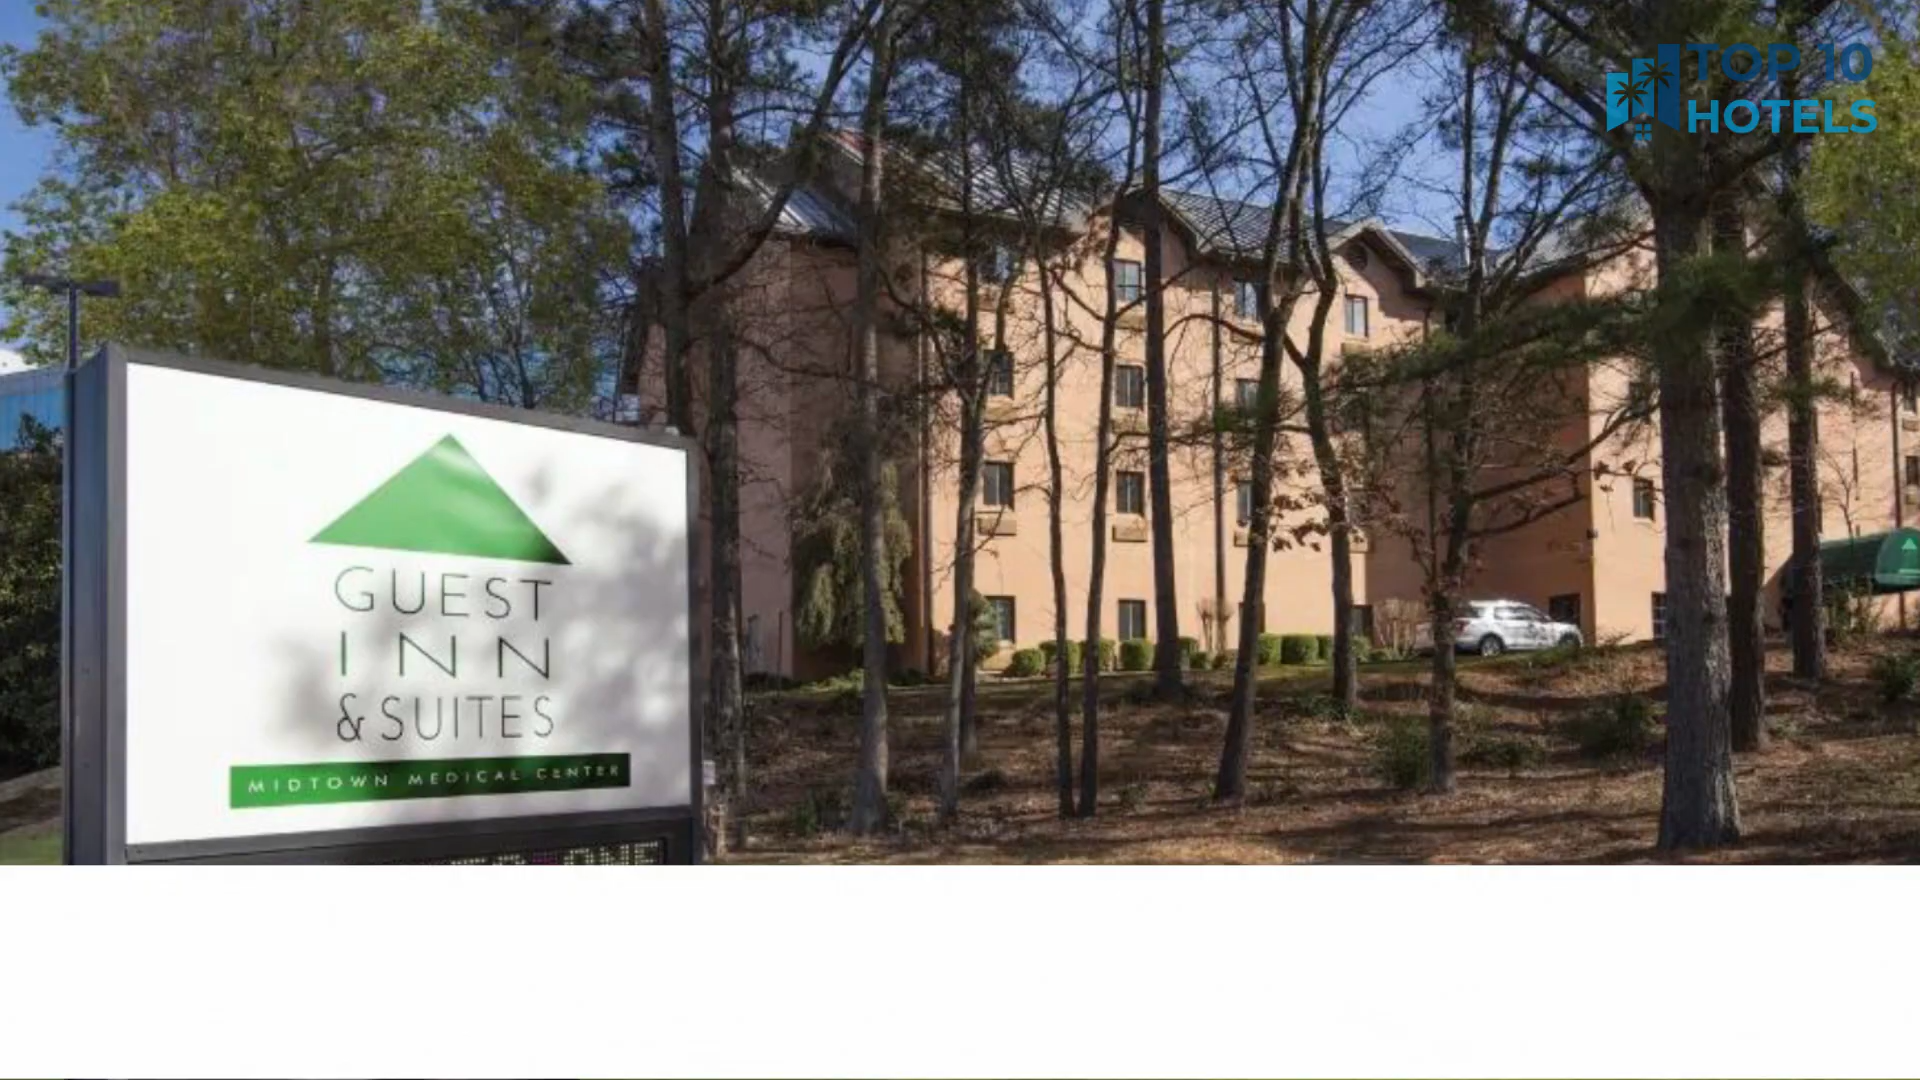 TOP 10
HOTELS
GUEST
INN
& SUITES
MIDTOWN MEDICAL CENTER